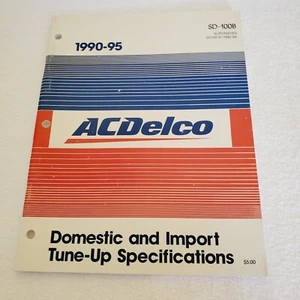 SD-100B
1990-95
ACDelco
Domestic and Import
Tune-Up Specifications
$5.00